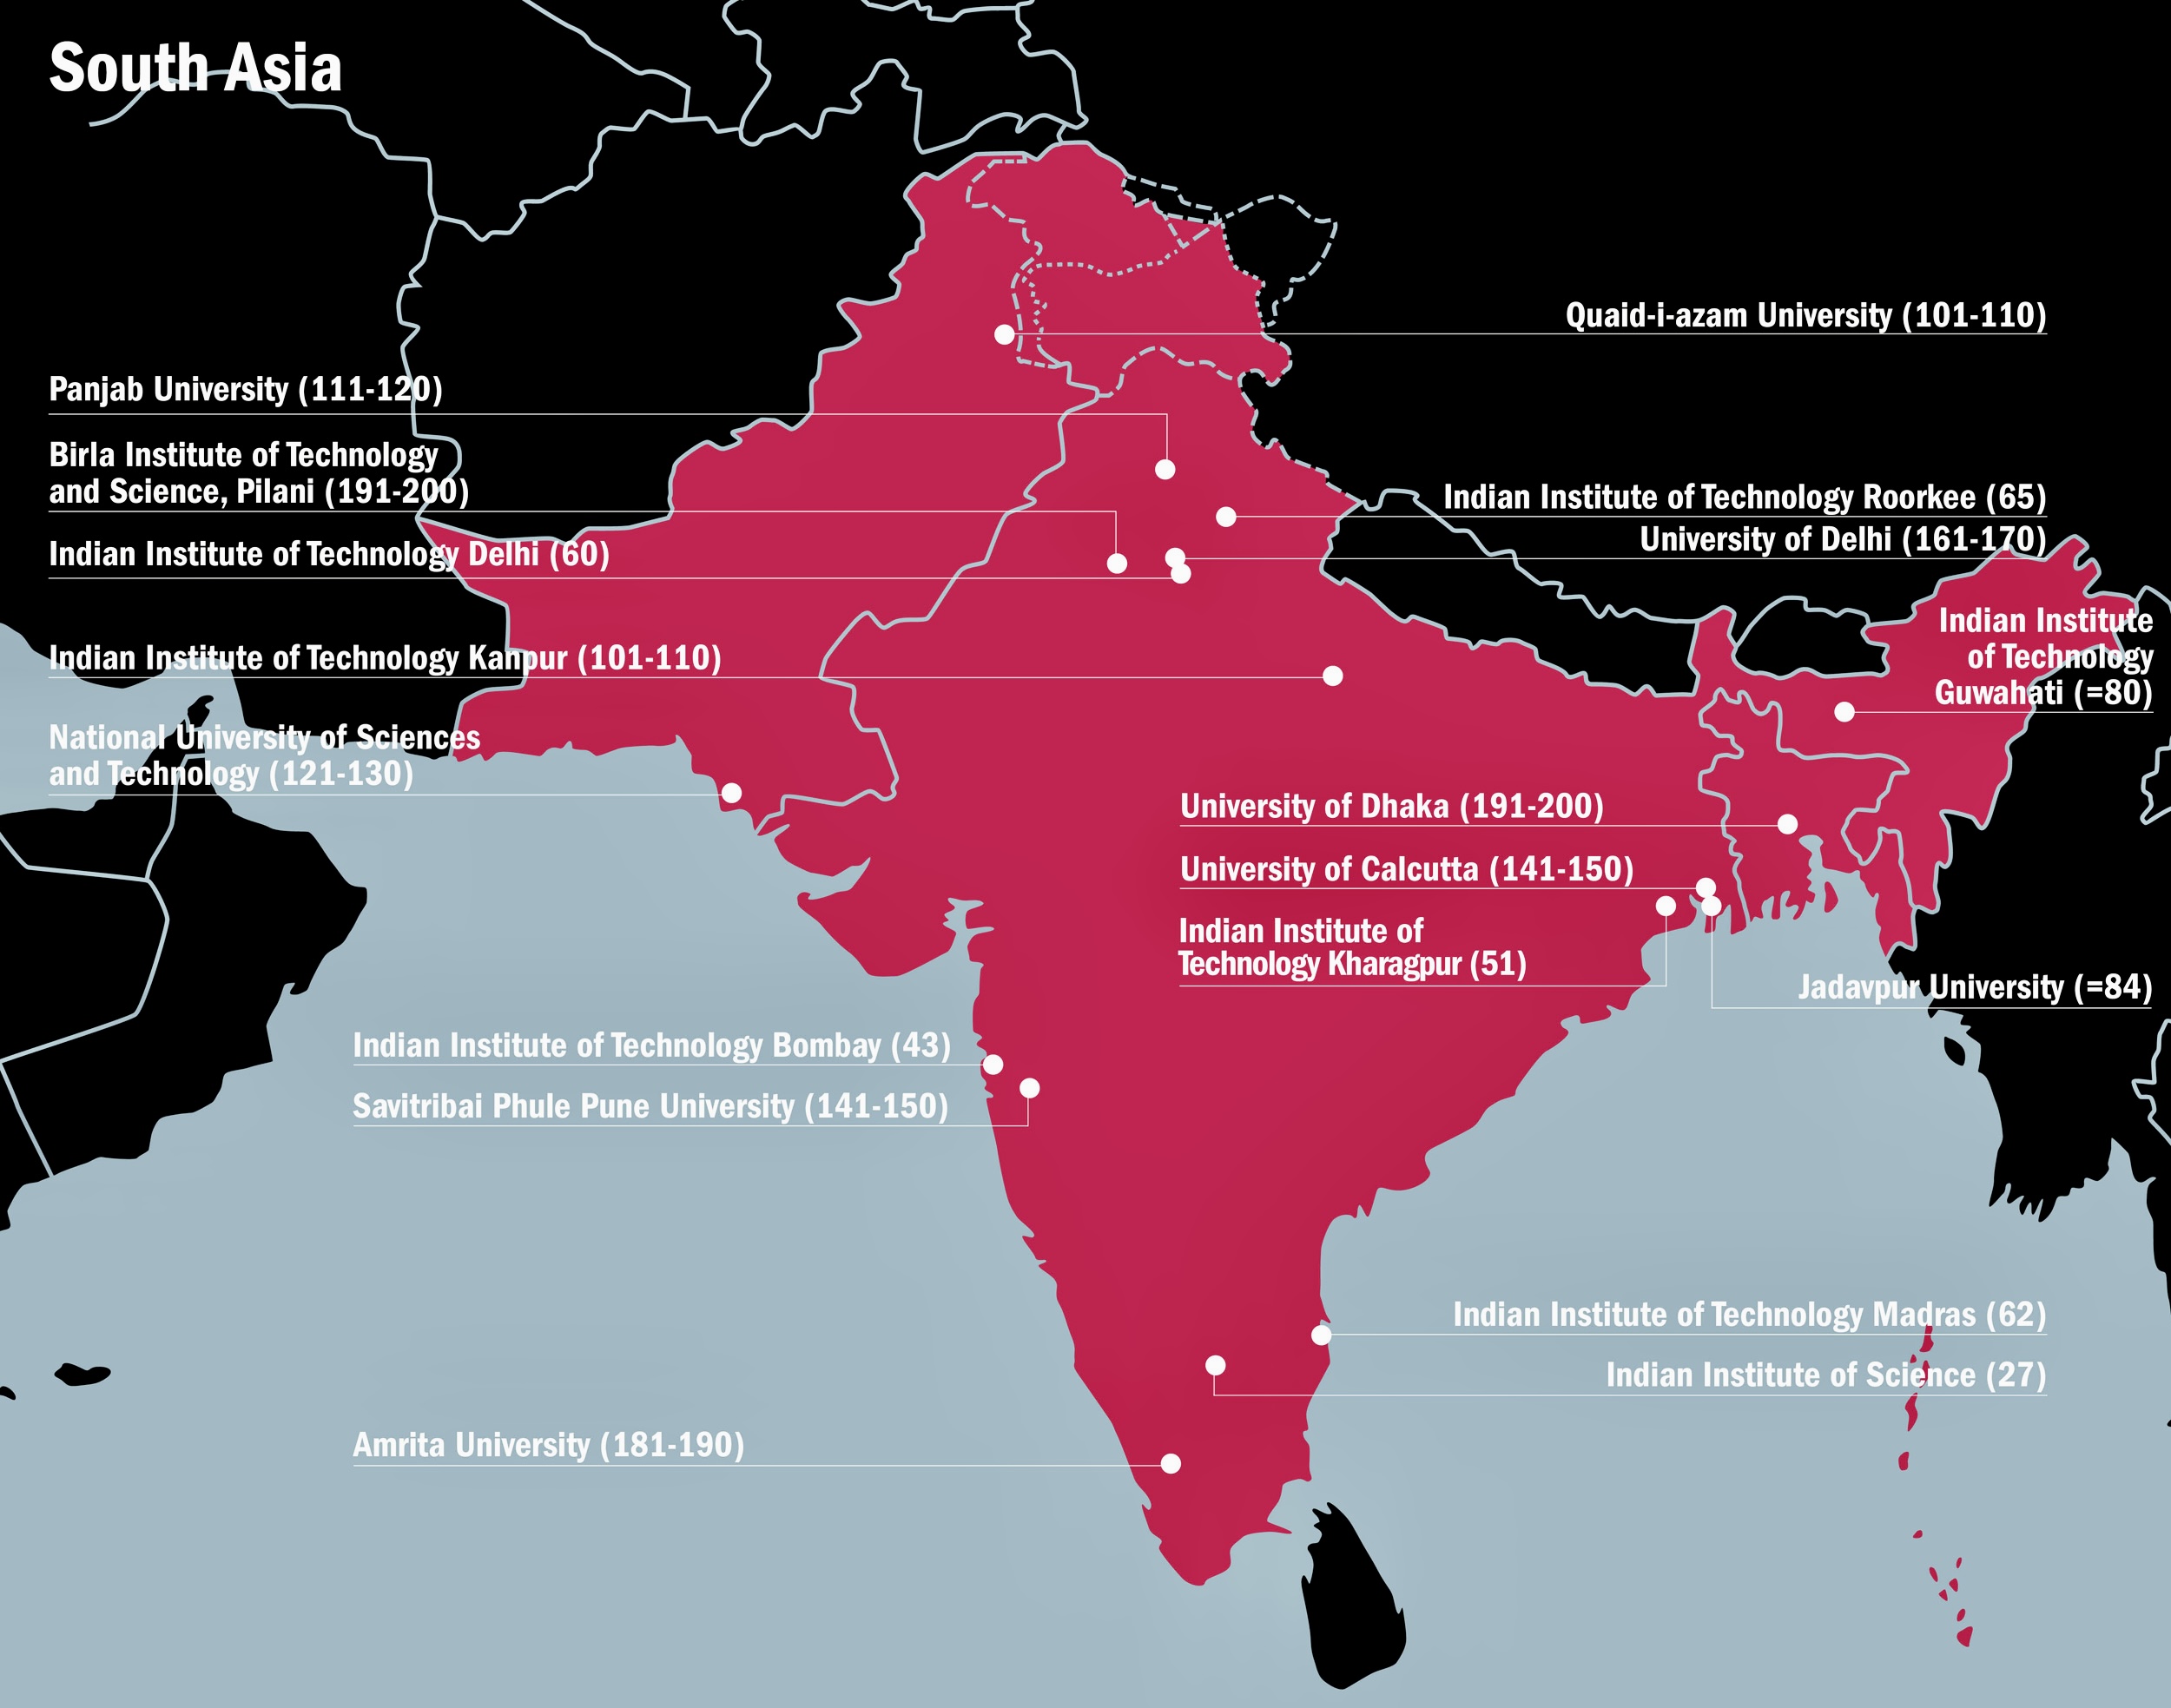 South Asia
Quaid-i-azam University (101-110)
Panjab University (111-120)
Birla Institute of Technology
and Science, Pilani (191-200)
Indian Institute of Technology Roorkee (65)
University of Delhi (161-170)
Indian Institute of Technology Delhi (60)
Indian Institute
of Technology
Guwahati (=80)
Indian Institute of Technology Kanpur (101-110)
National University of Sciences
and Technology (121-130)
University of Dhaka (191-200)
University of Calcutta (141-150)
Indian Institute of
Technology Kharagpur (51)
Jadavpur University (=84)
Indian Institute of Technology Bombay (43)
Savitribai Phule Pune University (141-150)
Indian Institute of Technology Madras (62)
Indian Institute of Science (27)
Amrita University (181-190)